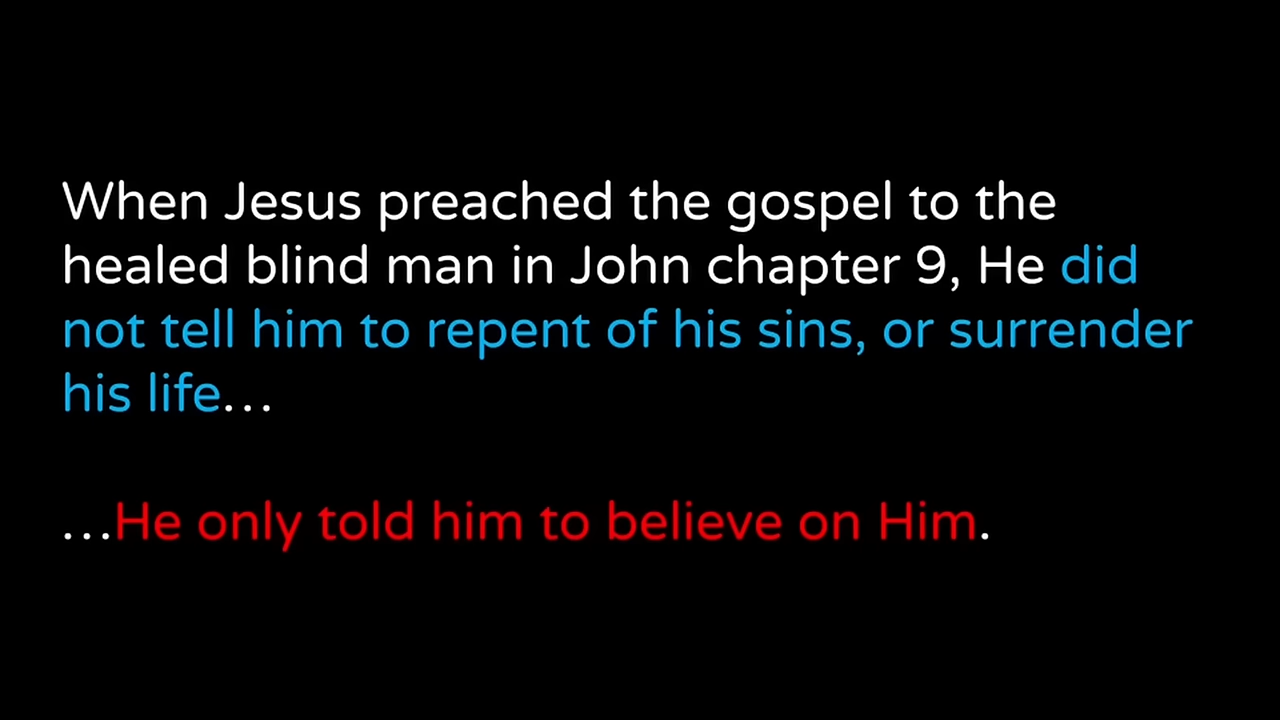 When Jesus preached the gospel to the
healed blind man in John chapter 9, He did
not tell him to repent of his sins, or surrender
his life...
...He only told him to believe on Him.